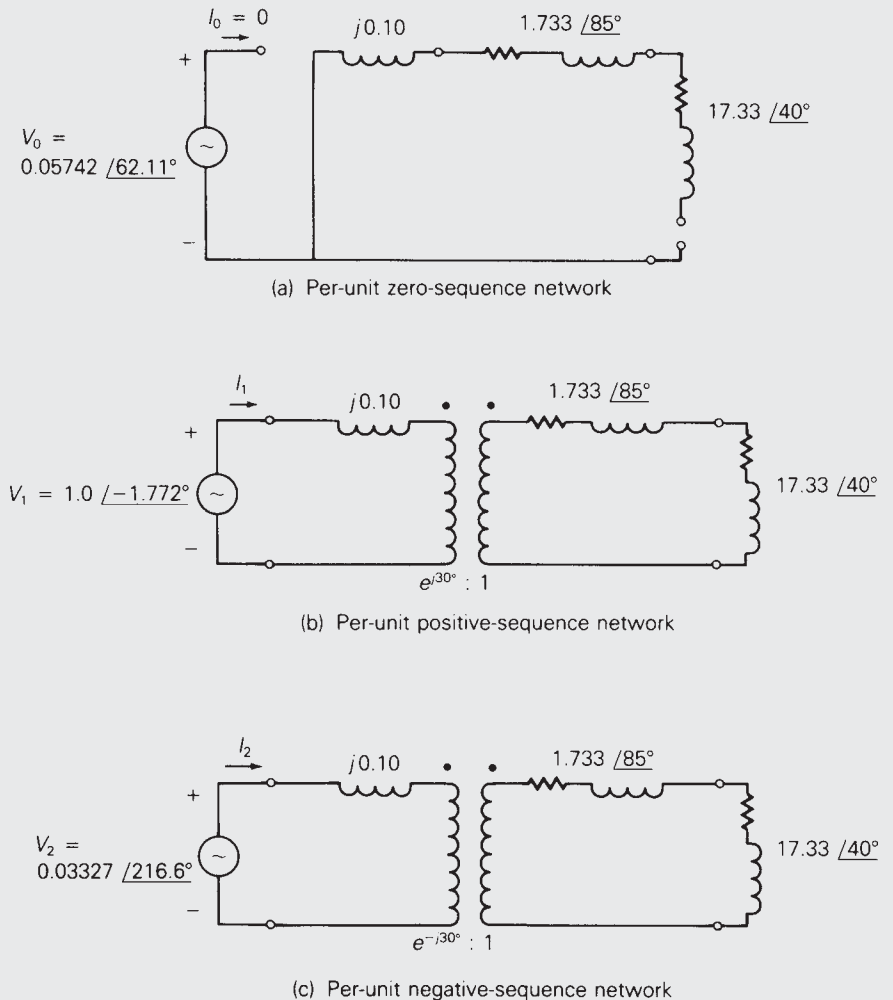 I₀ = 0
j0.10
1.733 /85°
+
V₀ =
0.05742 /62.11°
~
17.33 /40°
−
(a) Per-unit zero-sequence network
I₁
j0.10
1.733 /85°
+
V₁ = 1.0 /−1.772°
~
17.33 /40°
−
e^{j30°} : 1
(b) Per-unit positive-sequence network
I₂
j0.10
1.733 /85°
+
V₂ =
0.03327 /216.6°
~
17.33 /40°
−
e^{−j30°} : 1
(c) Per-unit negative-sequence network